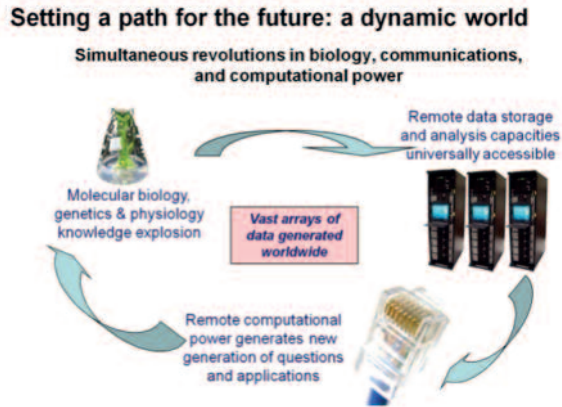 Setting a path for the future: a dynamic world
Simultaneous revolutions in biology, communications,
and computational power
Remote data storage
and analysis capacities
universally accessible
Molecular biology,
genetics & physiology
knowledge explosion
Vast arrays of
data generated
worldwide
Remote computational
power generates new
generation of questions
and applications